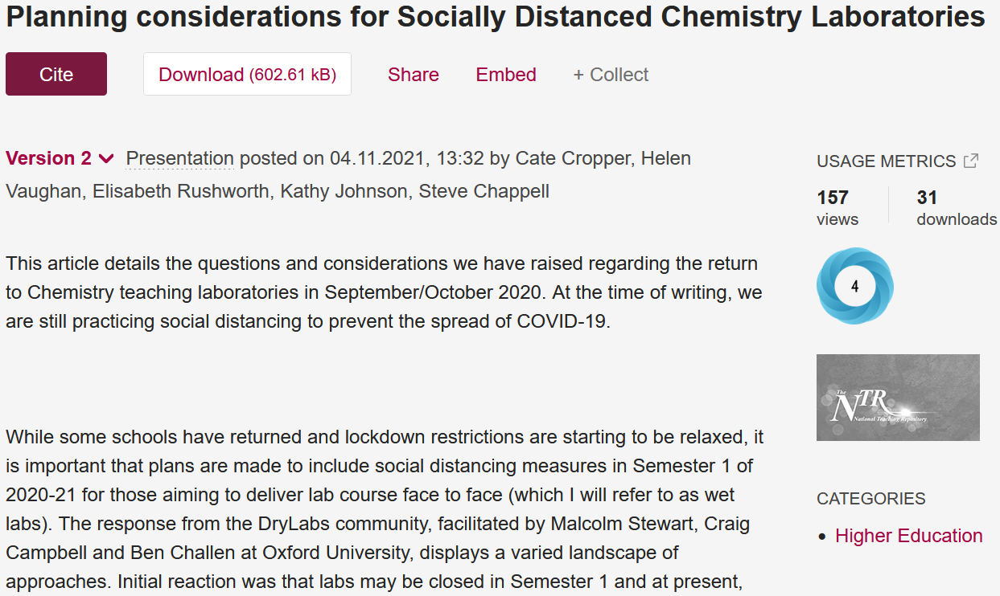 Planning considerations for Socially Distanced Chemistry Laboratories
Cite
Download (602.61 kB)
Share
Embed
+ Collect
Version 2
Presentation posted on 04.11.2021, 13:32 by Cate Cropper, Helen
Vaughan, Elisabeth Rushworth, Kathy Johnson, Steve Chappell
This article details the questions and considerations we have raised regarding the return
to Chemistry teaching laboratories in September/October 2020. At the time of writing, we
are still practicing social distancing to prevent the spread of COVID-19.
While some schools have returned and lockdown restrictions are starting to be relaxed, it
is important that plans are made to include social distancing measures in Semester 1 of
2020-21 for those aiming to deliver lab course face to face (which I will refer to as wet
labs). The response from the DryLabs community, facilitated by Malcolm Stewart, Craig
Campbell and Ben Challen at Oxford University, displays a varied landscape of
approaches. Initial reaction was that labs may be closed in Semester 1 and at present,
USAGE METRICS
157
views
31
downloads
4
The
NTR
National Teaching Repository
CATEGORIES
• Higher Education